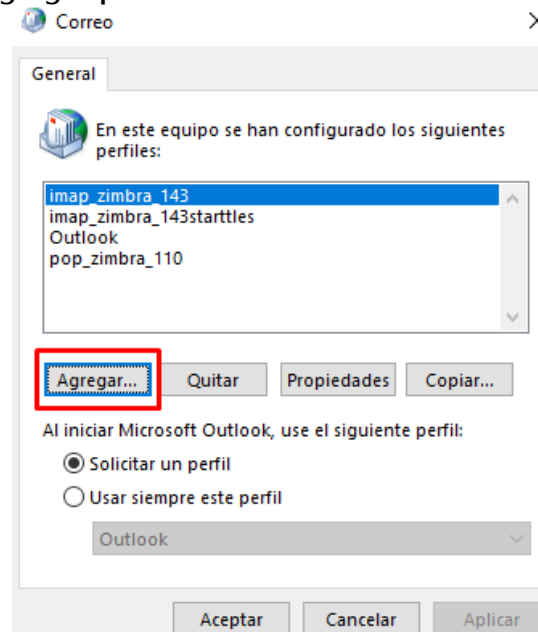 Correo
General
En este equipo se han configurado los siguientes
perfiles:
imap_zimbra_143
imap_zimbra_143starttles
Outlook
pop_zimbra_110
Agregar... Quitar Propiedades Copiar...
Al iniciar Microsoft Outlook, use el siguiente perfil:
Solicitar un perfil
Usar siempre este perfil
Outlook
Aceptar Cancelar Aplicar